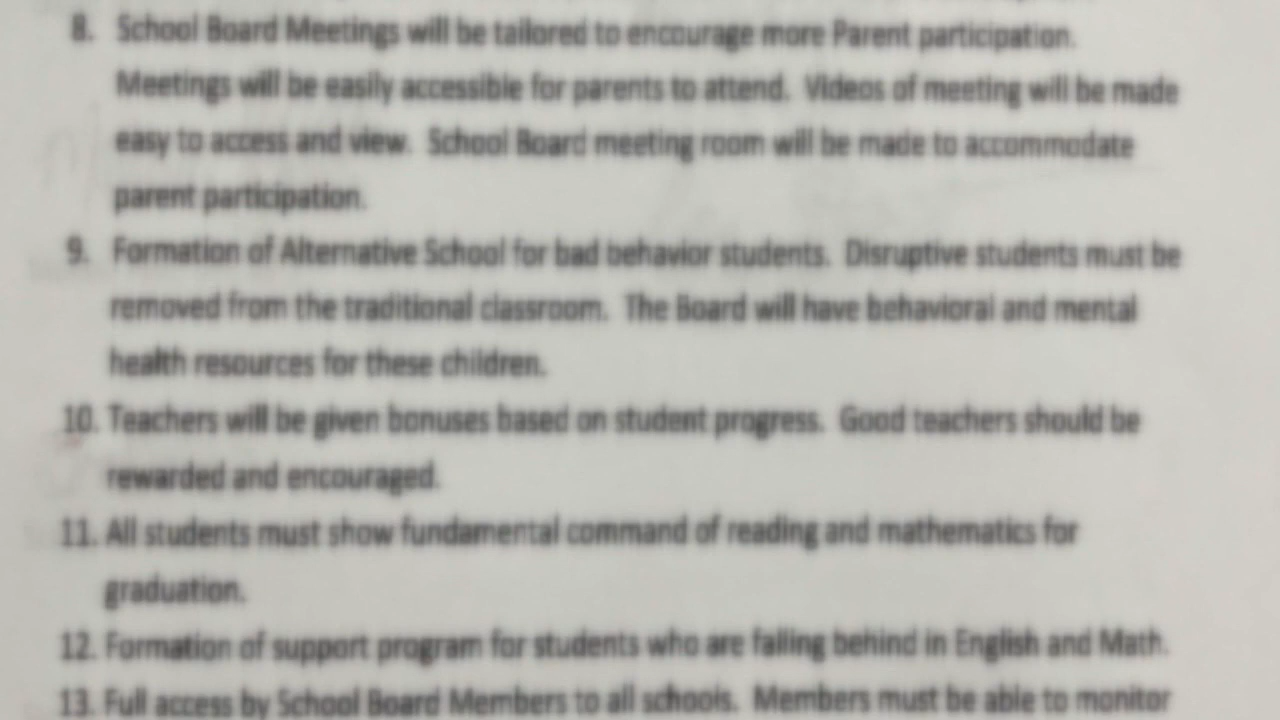 8. School Board Meetings will be tailored to encourage more Parent participation.
Meetings will be easily accessible for parents to attend. Videos of meeting will be made
easy to access and view. School Board meeting room will be made to accommodate
parent participation.
9. Formation of Alternative School for bad behavior students. Disruptive students must be
removed from the traditional classroom. The Board will have behavioral and mental
health resources for these children.
10. Teachers will be given bonuses based on student progress. Good teachers should be
rewarded and encouraged.
11. All students must show fundamental command of reading and mathematics for
graduation.
12. Formation of support program for students who are falling behind in English and Math.
13. Full access by School Board Members to all schools. Members must be able to monitor